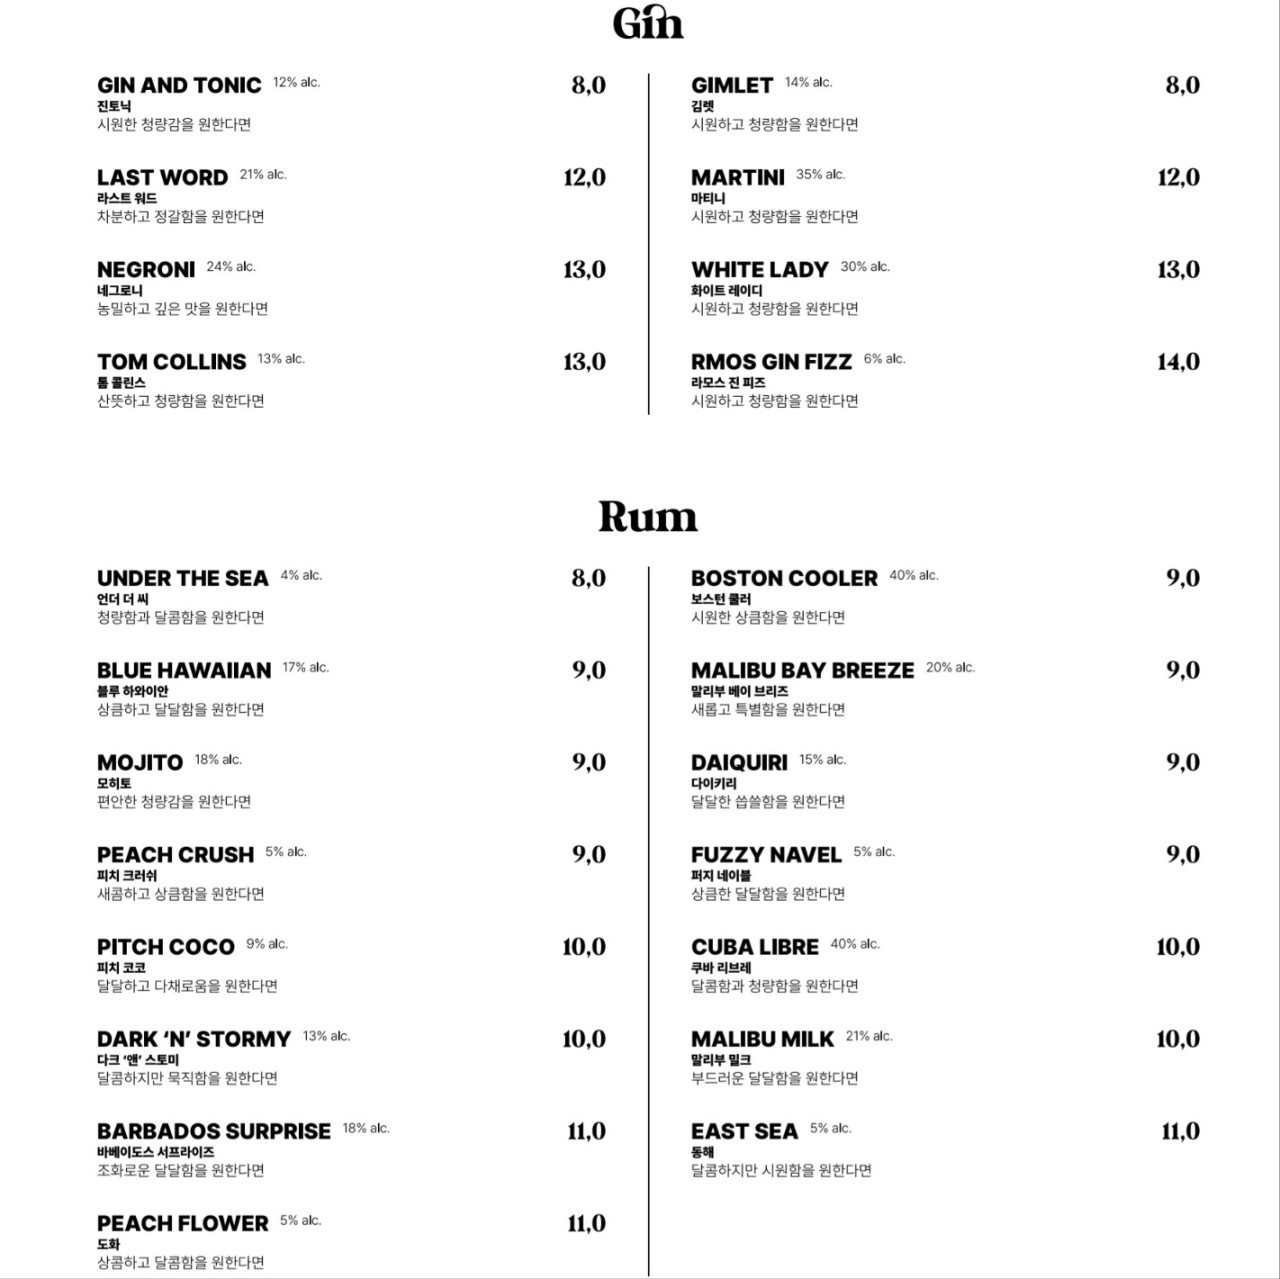 Gin
GIN AND TONIC 12% alc. 8,0
진토닉
시원한 청량감을 원한다면
LAST WORD 21% alc. 12,0
라스트 워드
차분하고 정갈함을 원한다면
NEGRONI 24% alc. 13,0
네그로니
농밀하고 깊은 맛을 원한다면
TOM COLLINS 13% alc. 13,0
톰 콜린스
산뜻하고 청량함을 원한다면
GIMLET 14% alc. 8,0
김렛
시원하고 청량함을 원한다면
MARTINI 35% alc. 12,0
마티니
시원하고 청량함을 원한다면
WHITE LADY 30% alc. 13,0
화이트 레이디
시원하고 청량함을 원한다면
RMOS GIN FIZZ 6% alc. 14,0
라모스 진 피즈
시원하고 청량함을 원한다면
Rum
UNDER THE SEA 4% alc. 8,0
언더 더 씨
청량함과 달콤함을 원한다면
BLUE HAWAIIAN 17% alc. 9,0
블루 하와이안
상큼하고 달달함을 원한다면
MOJITO 18% alc. 9,0
모히토
편안한 청량감을 원한다면
PEACH CRUSH 5% alc. 9,0
피치 크러쉬
새콤하고 상큼함을 원한다면
PITCH COCO 9% alc. 10,0
피치 코코
달달하고 다채로움을 원한다면
DARK ‘N’ STORMY 13% alc. 10,0
다크 ‘앤’ 스토미
달콤하지만 묵직함을 원한다면
BARBADOS SURPRISE 18% alc. 11,0
바베이도스 서프라이즈
조화로운 달달함을 원한다면
PEACH FLOWER 5% alc. 11,0
도화
상콤하고 달콤함을 원한다면
BOSTON COOLER 40% alc. 9,0
보스턴 쿨러
시원한 상큼함을 원한다면
MALIBU BAY BREEZE 20% alc. 9,0
말리부 베이 브리즈
새롭고 특별함을 원한다면
DAIQUIRI 15% alc. 9,0
다이키리
달달한 씁쓸함을 원한다면
FUZZY NAVEL 5% alc. 9,0
퍼지 네이블
상큼한 달달함을 원한다면
CUBA LIBRE 40% alc. 10,0
쿠바 리브레
달콤함과 청량함을 원한다면
MALIBU MILK 21% alc. 10,0
말리부 밀크
부드러운 달달함을 원한다면
EAST SEA 5% alc. 11,0
동해
달콤하지만 시원함을 원한다면